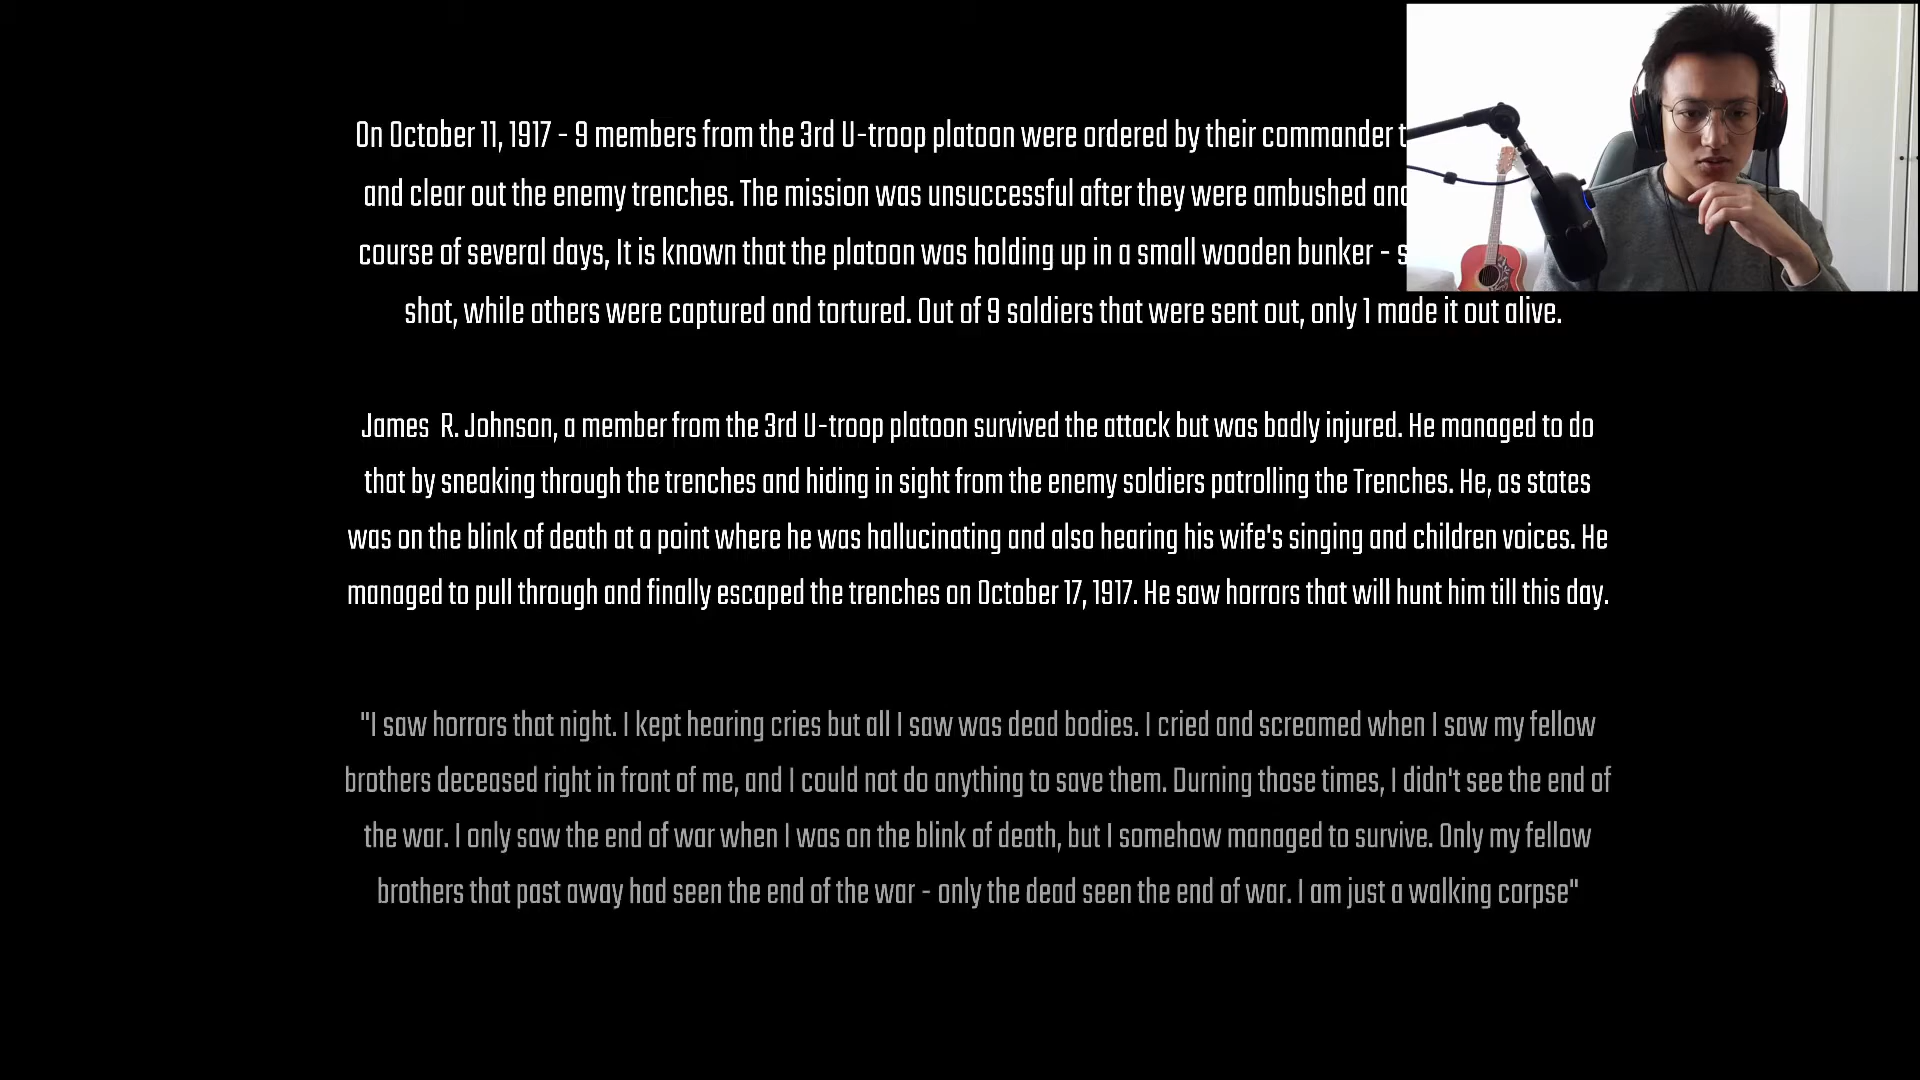 On October 11, 1917 - 9 members from the 3rd U-troop platoon were ordered by their commander
and clear out the enemy trenches. The mission was unsuccessful after they were ambushed and
course of several days, It is known that the platoon was holding up in a small wooden bunker -
shot, while others were captured and tortured. Out of 9 soldiers that were sent out, only 1 made it out alive.
James R. Johnson, a member from the 3rd U-troop platoon survived the attack but was badly injured. He managed to do
that by sneaking through the trenches and hiding in sight from the enemy soldiers patrolling the Trenches. He, as states
was on the blink of death at a point where he was hallucinating and also hearing his wife's singing and children voices. He
managed to pull through and finally escaped the trenches on October 17, 1917. He saw horrors that will hunt him till this day.
"I saw horrors that night. I kept hearing cries but all I saw was dead bodies. I cried and screamed when I saw my fellow
brothers deceased right in front of me, and I could not do anything to save them. Durning those times, I didn't see the end of
the war. I only saw the end of war when I was on the blink of death, but I somehow managed to survive. Only my fellow
brothers that past away had seen the end of the war - only the dead seen the end of war. I am just a walking corpse"